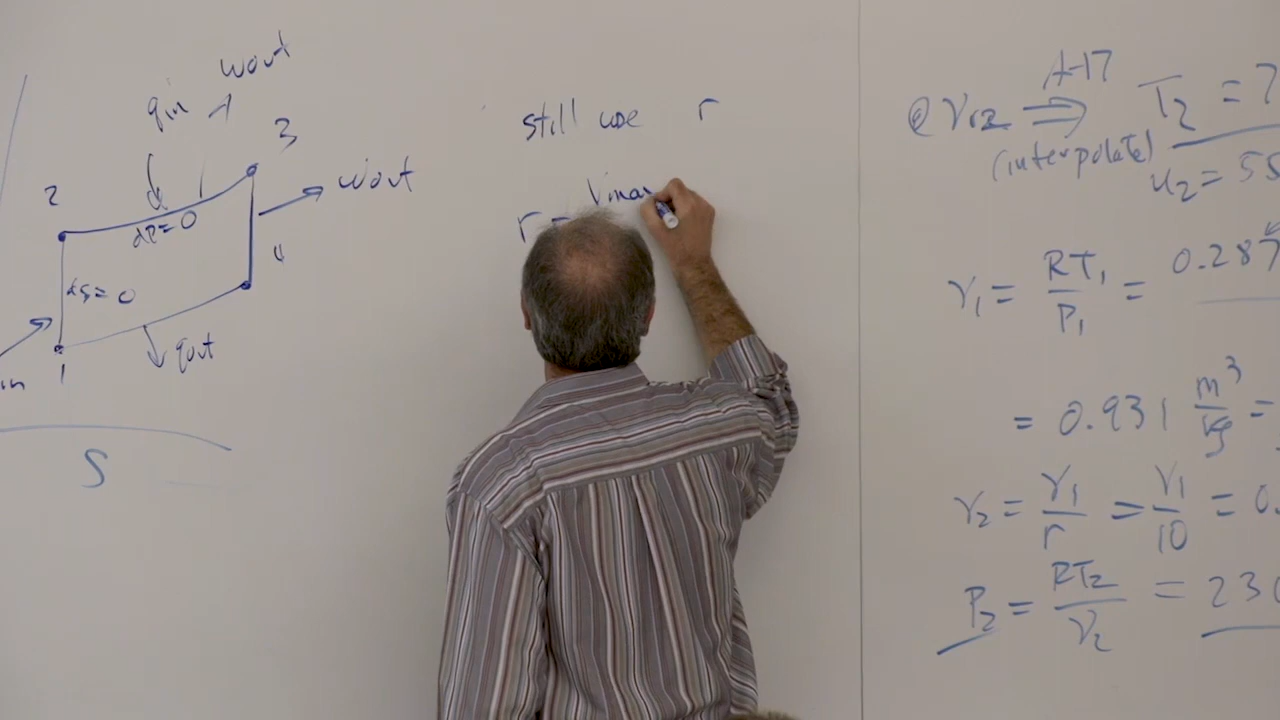 wout
qin
3
2
wout
dP=0
4
ds=0
qout
in
1
S
still use r
r = Vmax
@ Vr2 ⇒ T2 = 7
A-17
(interpolate)
u2 = 55
V1 = RT1/P1 = 0.287
= 0.931 m³/kg =
V2 = V1/r = V1/10 = 0.
P2 = RT2/V2 = 230